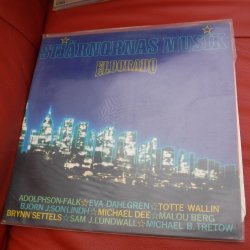 STJÄRNORNAS MUSIK
ELDORADO
ADOLPHSON-FALK☆EVA DAHLGREN☆TOTTE WALLIN
BJÖRN J:SON LINDH☆MICHAEL DEE☆MALOU BERG
BRYNN SETTELS☆SAM J. LUNDWALL☆MICHAEL B. TRETOW